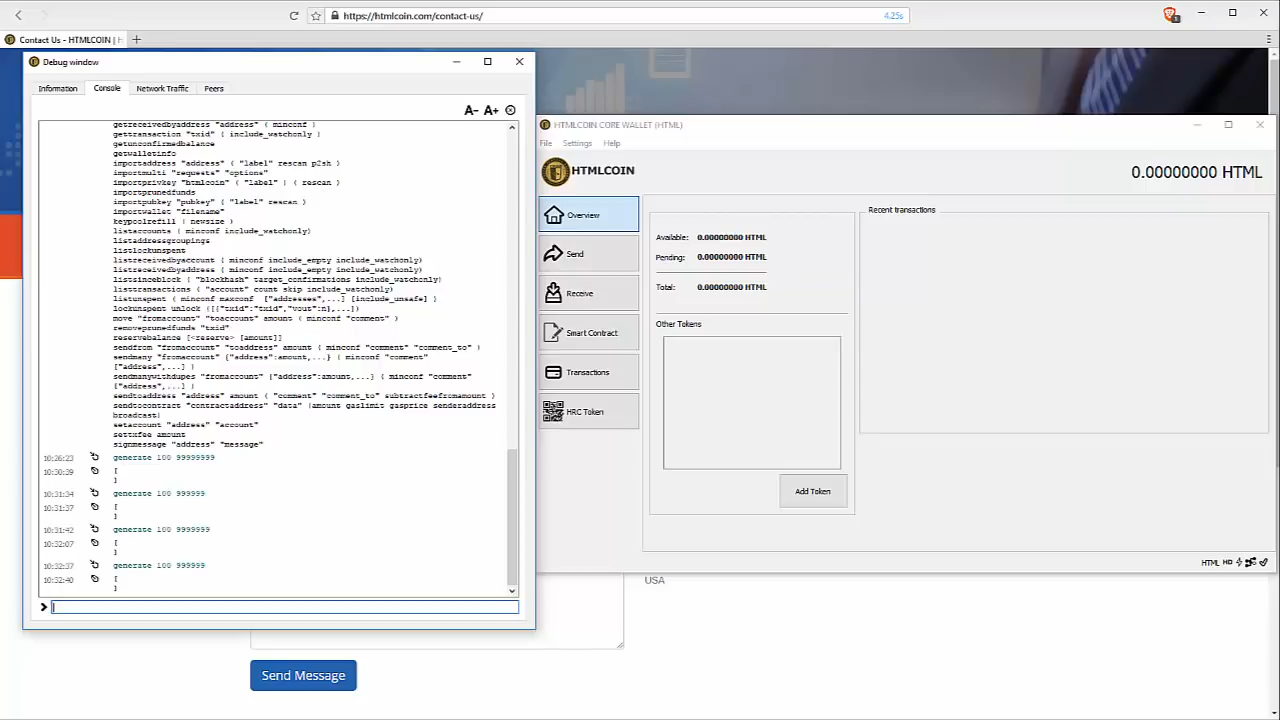 https://htmlcoin.com/contact-us/
4.25s
Contact Us - HTMLCOIN | H
Debug window
Information
Console
Network Traffic
Peers
A-
A+
getreceivedbyaddress "address" ( minconf )
gettransaction "txid" ( include_watchonly )
getunconfirmedbalance
getwalletinfo
importaddress "address" ( "label" rescan p2sh )
importmulti "requests" "options"
importprivkey "htmlcoin" ( "label" ) ( rescan )
importprunedfunds
importpubkey "pubkey" ( "label" rescan )
importwallet "filename"
keypoolrefill ( newsize )
listaccounts ( minconf include_watchonly)
listaddressgroupings
listlockunspent
listreceivedbyaccount ( minconf include_empty include_watchonly)
listreceivedbyaddress ( minconf include_empty include_watchonly)
listsinceblock ( "blockhash" target_confirmations include_watchonly)
listtransactions ( "account" count skip include_watchonly)
listunspent ( minconf maxconf ["addresses",...] [include_unsafe] )
lockunspent unlock ([{"txid":"txid","vout":n},...])
move "fromaccount" "toaccount" amount ( minconf "comment" )
removeprunedfunds "txid"
reservebalance [<reserve> [amount]]
sendfrom "fromaccount" "toaddress" amount ( minconf "comment" "comment_to" )
sendmany "fromaccount" {"address":amount,...} ( minconf "comment"
["address",...] )
sendmanywithdupes "fromaccount" {"address":amount,...} ( minconf "comment"
["address",...] )
sendtoaddress "address" amount ( "comment" "comment_to" subtractfeefromamount )
sendtocontract "contractaddress" "data" (amount gaslimit gasprice senderaddress
broadcast)
setaccount "address" "account"
settxfee amount
signmessage "address" "message"
10:26:23 generate 100 99999999
10:30:39 [
]
10:31:34 generate 100 999999
10:31:37 [
]
10:31:42 generate 100 9999999
10:32:07 [
]
10:32:37 generate 100 999999
10:32:40 [
]
HTMLCOIN CORE WALLET (HTML)
File
Settings
Help
HTMLCOIN
0.00000000 HTML
Overview
Send
Receive
Smart Contract
Transactions
HRC Token
Available: 0.00000000 HTML
Pending: 0.00000000 HTML
Total: 0.00000000 HTML
Other Tokens
Add Token
Recent transactions
HTML HD
USA
Send Message